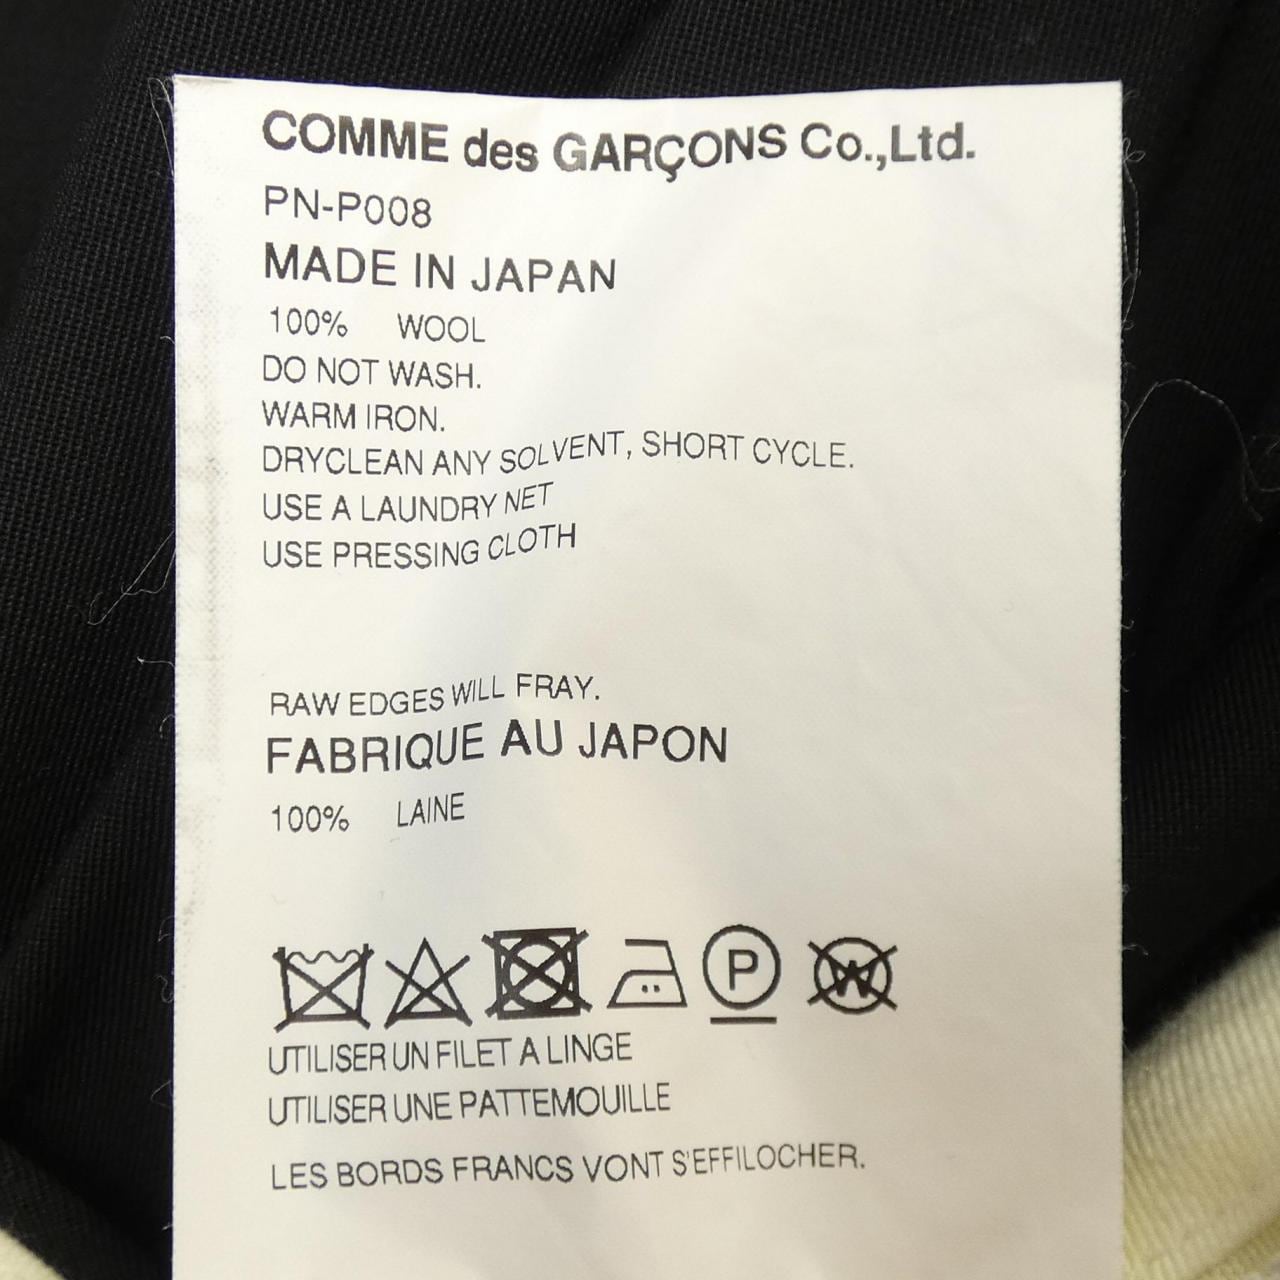 COMME des GARÇONS Co.,Ltd.
PN-P008
MADE IN JAPAN
100% WOOL
DO NOT WASH.
WARM IRON.
DRYCLEAN ANY SOLVENT, SHORT CYCLE.
USE A LAUNDRY NET
USE PRESSING CLOTH
RAW EDGES WILL FRAY.
FABRIQUE AU JAPON
100% LAINE
P W
UTILISER UN FILET A LINGE
UTILISER UNE PATTEMOUILLE
LES BORDS FRANCS VONT S'EFFILOCHER.